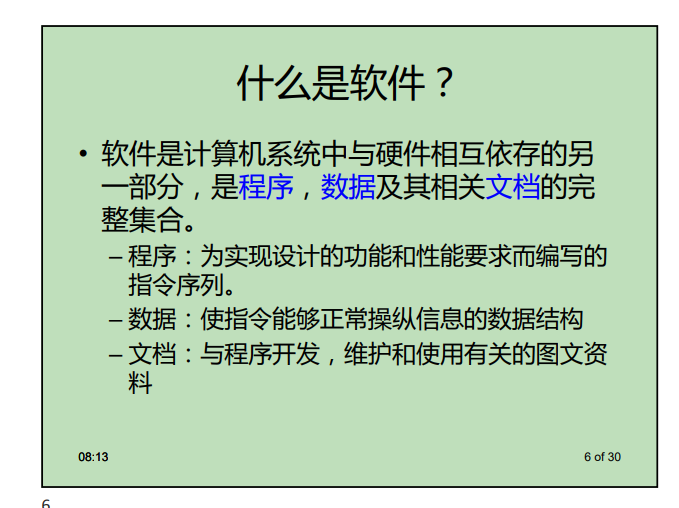 什么是软件？
• 软件是计算机系统中与硬件相互依存的另
一部分，是程序，数据及其相关文档的完
整集合。
– 程序：为实现设计的功能和性能要求而编写的
指令序列。
– 数据：使指令能够正常操纵信息的数据结构
– 文档：与程序开发，维护和使用有关的图文资
料
08:13
6 of 30
6